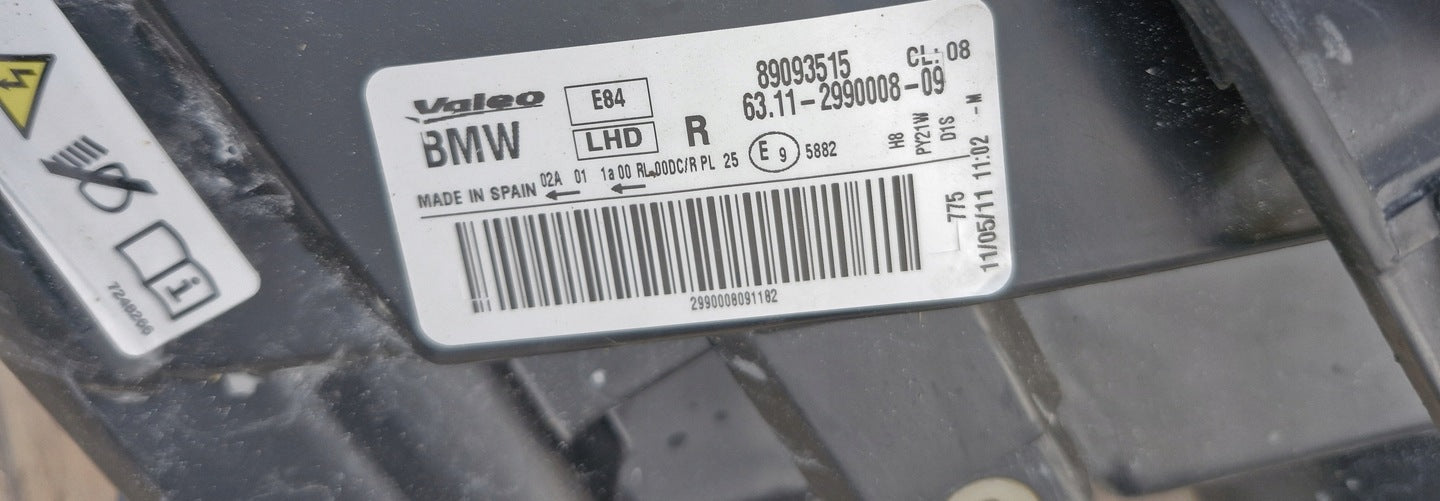 Valeo
BMW
E84
LHD
R
89093515 CL: 08
63.11-2990008-09
MADE IN SPAIN 02A 01 1a 00 RL 00DC/R PL 25 E 9 5882
H8
PY21W
D1S
-M
775
11/05/11 11:02
2990008091182
7248206